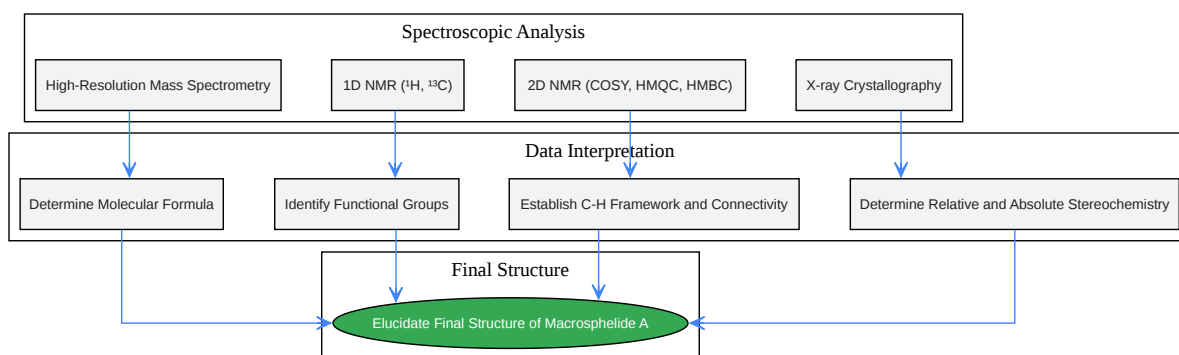 Spectroscopic Analysis
High-Resolution Mass Spectrometry
1D NMR (¹H, ¹³C)
2D NMR (COSY, HMQC, HMBC)
X-ray Crystallography
Data Interpretation
Determine Molecular Formula
Identify Functional Groups
Establish C-H Framework and Connectivity
Determine Relative and Absolute Stereochemistry
Final Structure
Elucidate Final Structure of Macrosphelide A